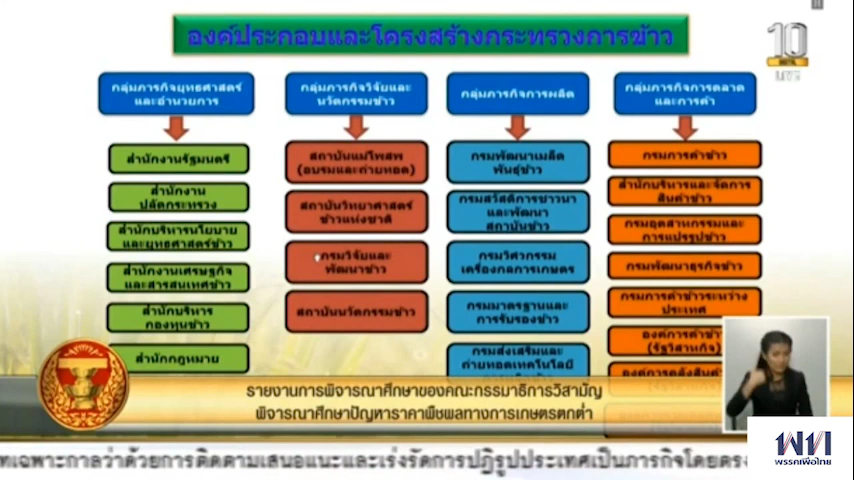 องค์ประกอบและโครงสร้างกระทรวงการข้าว
10
กลุ่มภารกิจยุทธศาสตร์
และอำนวยการ
สำนักงานรัฐมนตรี
สำนักงาน
ปลัดกระทรวง
สำนักบริหารนโยบาย
และยุทธศาสตร์ข้าว
สำนักงานเศรษฐกิจ
และสารสนเทศข้าว
สำนักบริหาร
กองทุนข้าว
สำนักกฎหมาย
กลุ่มภารกิจวิจัยและ
นวัตกรรมข้าว
สถาบันแม่โพสพ
(อบรมและถ่ายทอด)
สถาบันวิทยาศาสตร์
ข้าวแห่งชาติ
กรมวิจัยและ
พัฒนาข้าว
สถาบันนวัตกรรมข้าว
กลุ่มภารกิจการผลิต
กรมพัฒนาเมล็ด
พันธุ์ข้าว
กรมสวัสดิการชาวนา
และพัฒนา
สถาบันข้าว
กรมวิศวกรรม
เครื่องกลการเกษตร
กรมมาตรฐานและ
การรับรองข้าว
กรมส่งเสริมและ
ถ่ายทอดเทคโนโลยี
กลุ่มภารกิจการตลาด
และการค้า
กรมการค้าข้าว
สำนักบริหารและจัดการ
สินค้าข้าว
กรมอุตสาหกรรมและ
การแปรรูปข้าว
กรมพัฒนาธุรกิจข้าว
กรมการค้าข้าวระหว่าง
ประเทศ
องค์การค้าข้าว
(รัฐวิสาหกิจ)
องค์การคลังสินค้
รายงานการพิจารณาศึกษาของคณะกรรมาธิการวิสามัญ
พิจารณาศึกษาปัญหาราคาพืชผลทางการเกษตรตกต่ำ
พท
พรรคเพื่อไทย
ทเฉพาะกาลว่าด้วยการติดตามเสนอแนะและเร่งรัดการปฏิรูปประเทศเป็นภารกิจโดยตรง